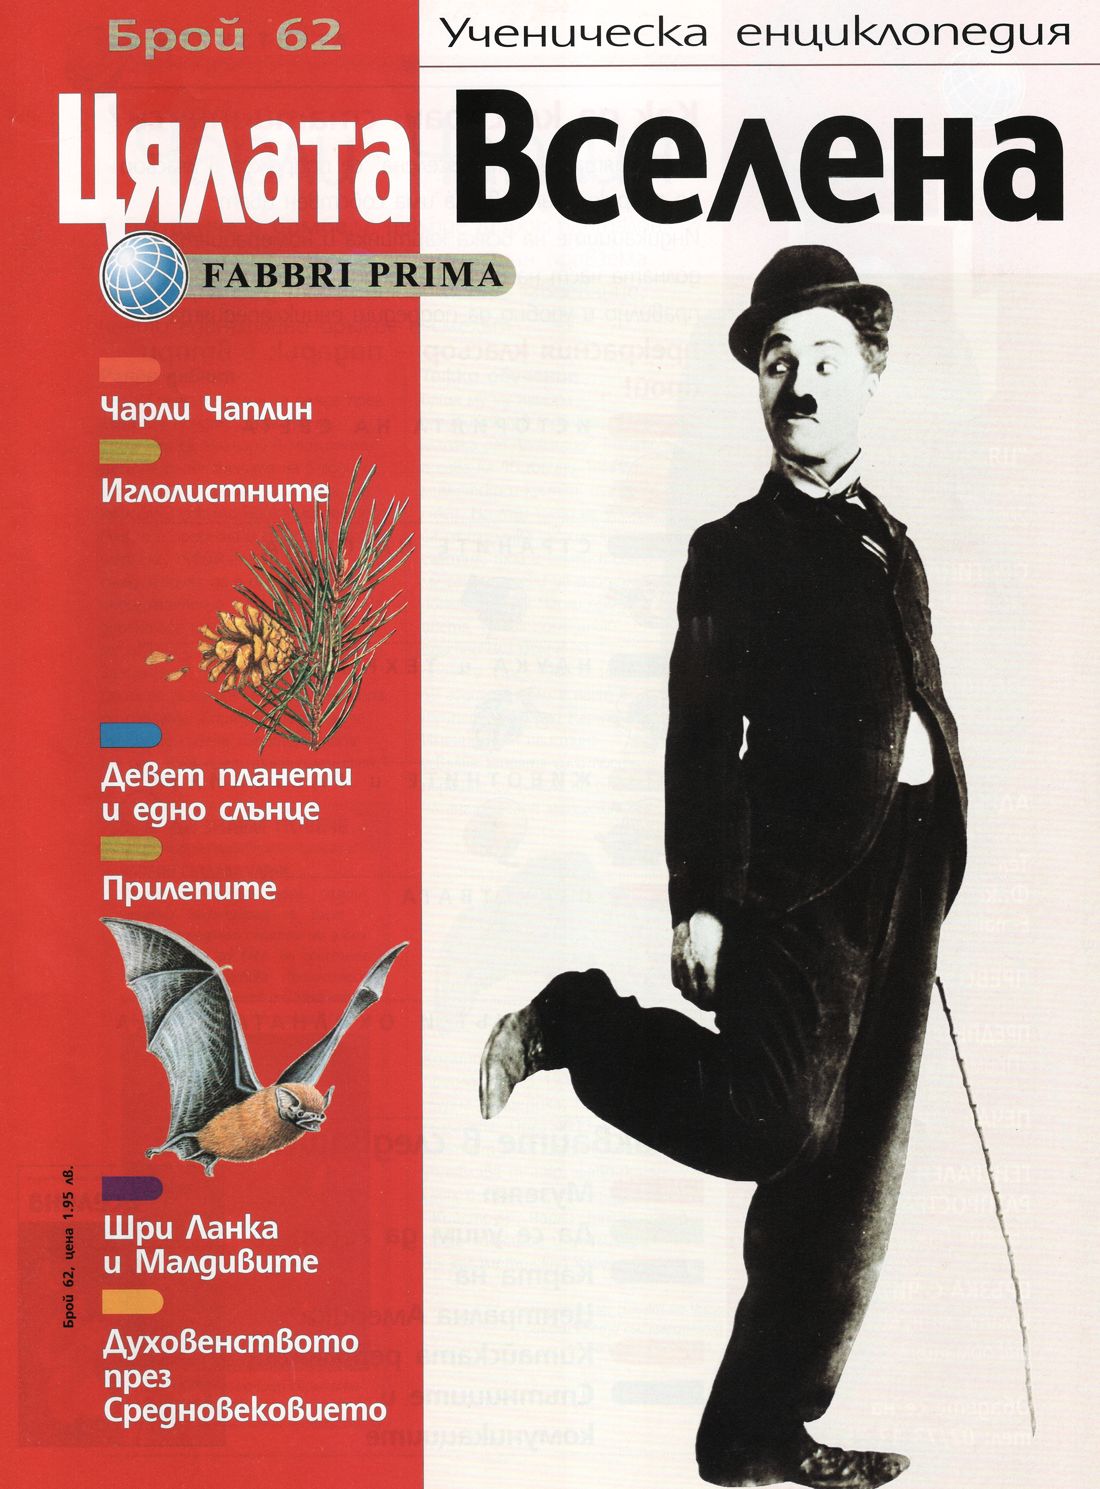 Брой 62
Ученическа енциклопедия
Цялата Вселена
FABBRI PRIMA
Чарли Чаплин
Иглолистните
Девет планети
и едно слънце
Прилепите
Шри Ланка
и Малдивите
Духовенството
през
Средновековието
Брой 62, цена 1.95 лв.